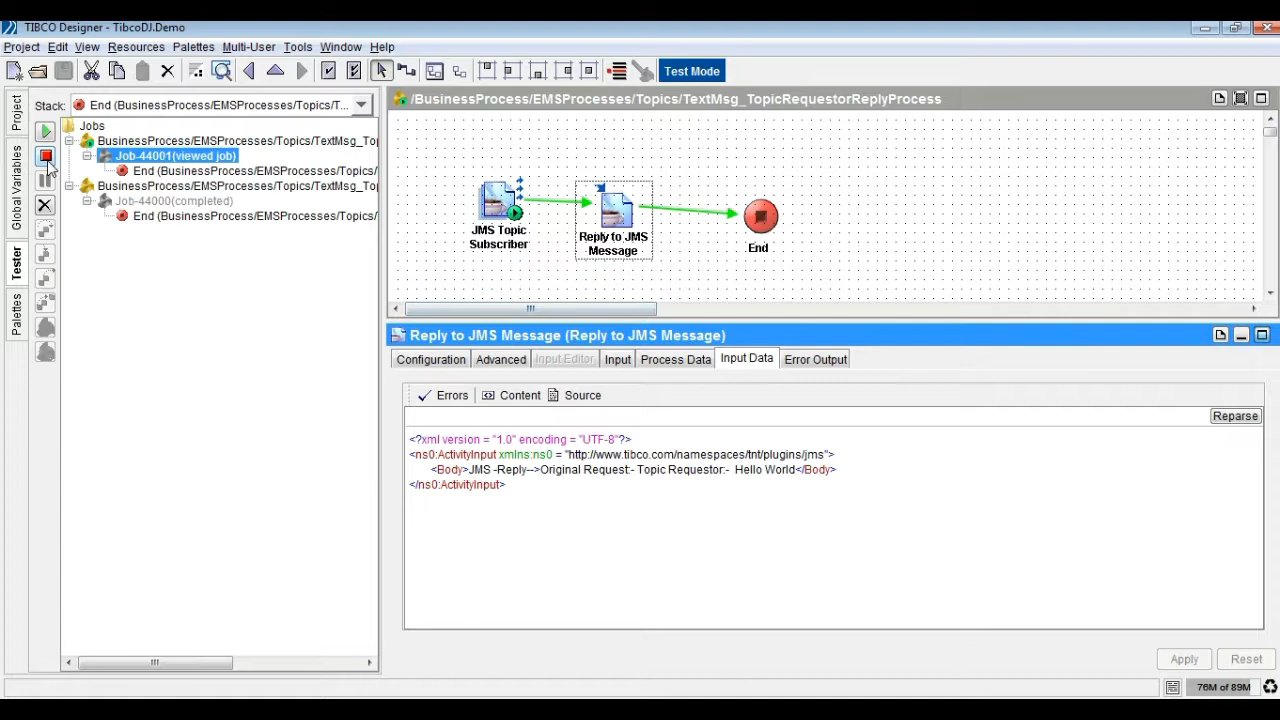 TIBCO Designer - TibcoDJ.Demo
Project Edit View Resources Palettes Multi-User Tools Window Help
Test Mode
Project
Global Variables
Tester
Palettes
Stack: End (BusinessProcess/EMSProcesses/Topics/T...
Jobs
BusinessProcess/EMSProcesses/Topics/TextMsg_Top
Job-44001(viewed job)
End (BusinessProcess/EMSProcesses/Topics/
BusinessProcess/EMSProcesses/Topics/TextMsg_Top
Job-44000(completed)
End (BusinessProcess/EMSProcesses/Topics/
/BusinessProcess/EMSProcesses/Topics/TextMsg_TopicRequestorReplyProcess
JMS Topic
Subscriber
Reply to JMS
Message
End
Reply to JMS Message (Reply to JMS Message)
Configuration Advanced Input Editor Input Process Data Input Data Error Output
Errors Content Source
Reparse
<?xml version = "1.0" encoding = "UTF-8"?>
<ns0:ActivityInput xmlns:ns0 = "http://www.tibco.com/namespaces/tnt/plugins/jms">
<Body>JMS -Reply-->Original Request:- Topic Requestor:-  Hello World</Body>
</ns0:ActivityInput>
Apply Reset
76M of 89M